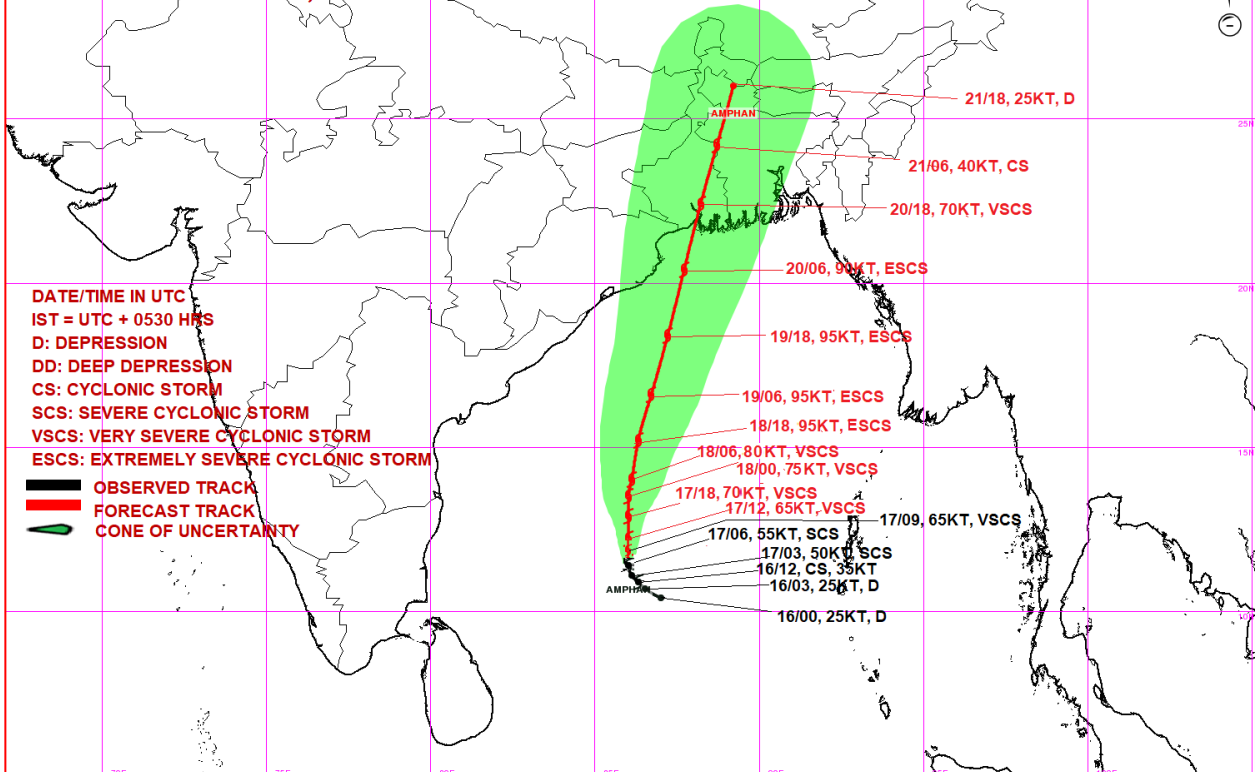 21/18, 25KT, D
AMPHAN
25N
21/06, 40KT, CS
20/18, 70KT, VSCS
20/06, 90KT, ESCS
20N
DATE/TIME IN UTC
IST = UTC + 0530 HRS
D: DEPRESSION
DD: DEEP DEPRESSION
CS: CYCLONIC STORM
SCS: SEVERE CYCLONIC STORM
VSCS: VERY SEVERE CYCLONIC STORM
ESCS: EXTREMELY SEVERE CYCLONIC STORM
OBSERVED TRACK
FORECAST TRACK
CONE OF UNCERTAINTY
19/18, 95KT, ESCS
19/06, 95KT, ESCS
18/18, 95KT, ESCS
15N
18/06, 80 KT, VSCS
18/00, 75KT, VSCS
17/18, 70KT, VSCS
17/12, 65KT, VSCS
17/09, 65KT, VSCS
17/06, 55KT, SCS
17/03, 50KT, SCS
16/12, CS, 35KT
16/03, 25KT, D
AMPHAN
16/00, 25KT, D
10N